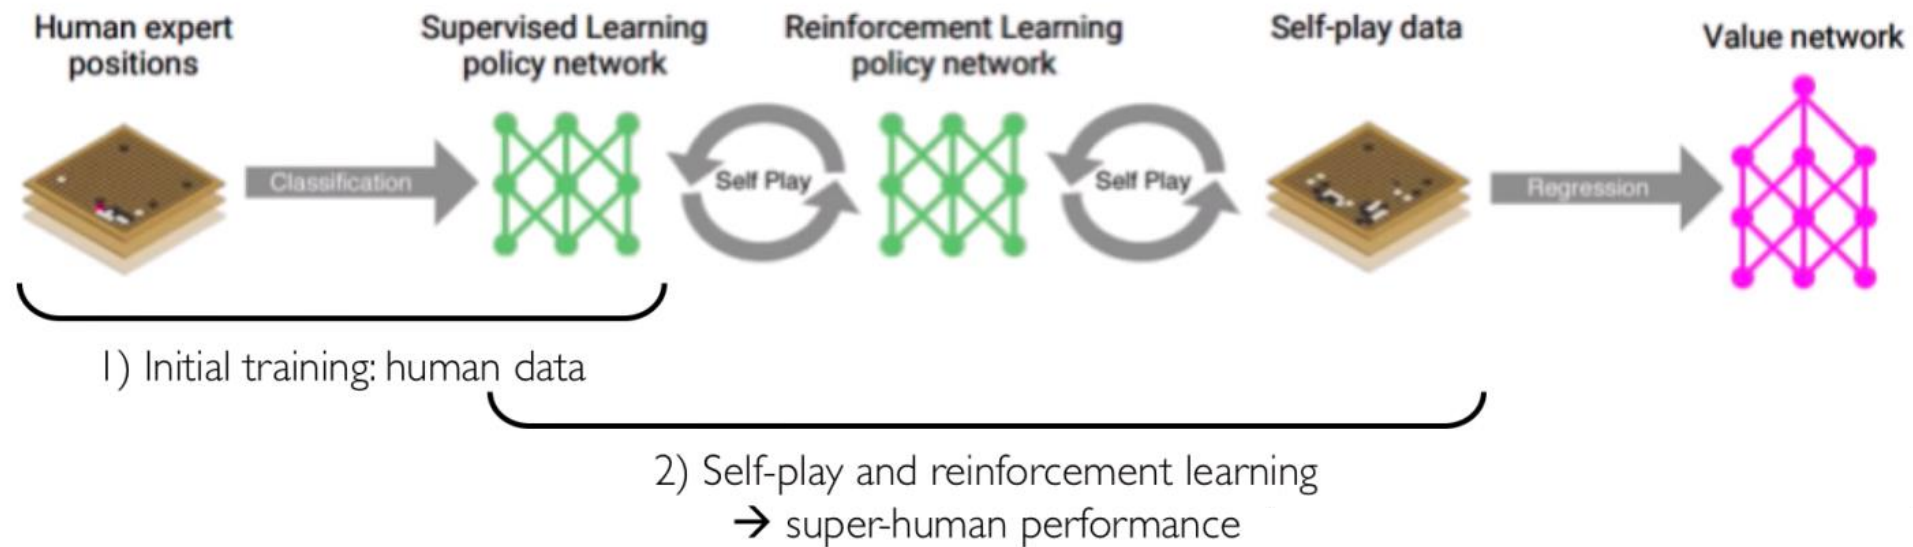 Human expert
positions
Supervised Learning
policy network
Reinforcement Learning
policy network
Self-play data
Value network
Classification
Self Play
Self Play
Regression
1) Initial training: human data
2) Self-play and reinforcement learning
→ super-human performance